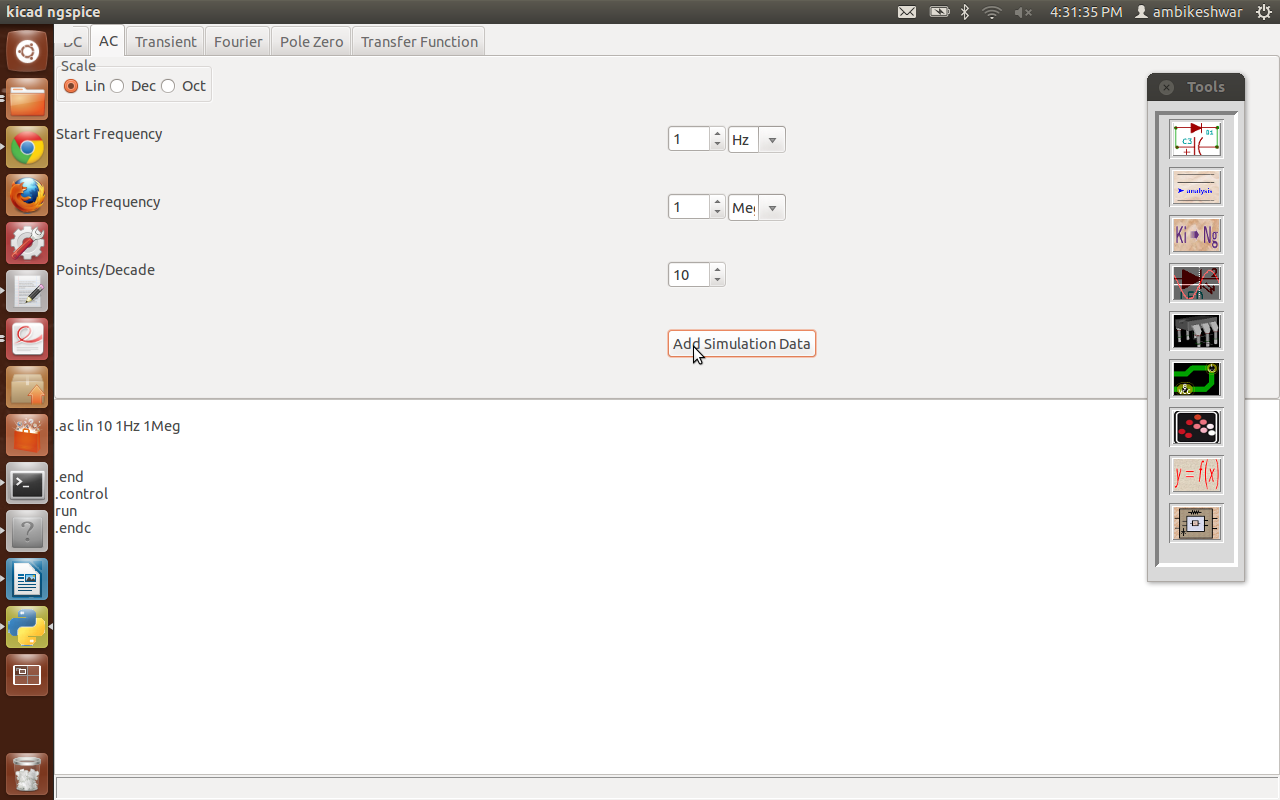 kicad ngspice
4:31:35 PM ambikeshwar
DC AC Transient Fourier Pole Zero Transfer Function
Scale
Lin Dec Oct
Tools
Start Frequency 1 Hz
Stop Frequency 1 Meg
Points/Decade 10
Add Simulation Data
.ac lin 10 1Hz 1Meg
.end
.control
run
.endc
C3
analysis
Ki Ng
y=f(x)